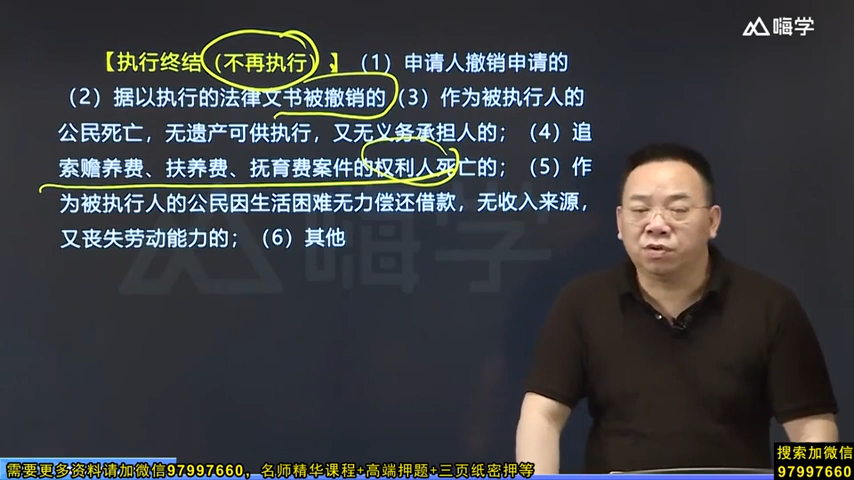 嗨学
【执行终结（不再执行）】（1）申请人撤销申请的
（2）据以执行的法律文书被撤销的（3）作为被执行人的
公民死亡，无遗产可供执行，又无义务承担人的；（4）追
索赡养费、扶养费、抚育费案件的权利人死亡的；（5）作
为被执行人的公民因生活困难无力偿还借款，无收入来源，
又丧失劳动能力的；（6）其他
嗨学
需要更多资料请加微信97997660，名师精华课程+高端押题+三页纸密押等
搜索加微信
97997660